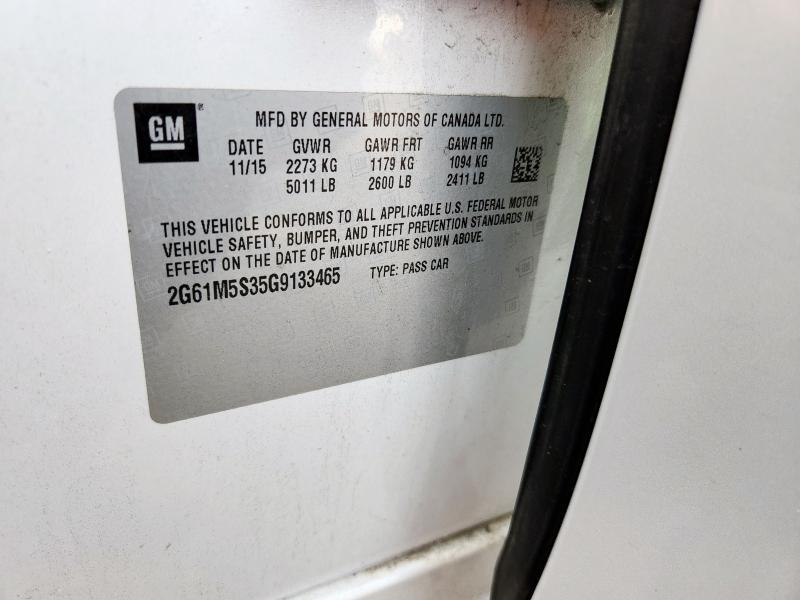 GM ®
MFD BY GENERAL MOTORS OF CANADA LTD.
DATE GVWR GAWR FRT GAWR RR
11/15 2273 KG 1179 KG 1094 KG
5011 LB 2600 LB 2411 LB
THIS VEHICLE CONFORMS TO ALL APPLICABLE U.S. FEDERAL MOTOR
VEHICLE SAFETY, BUMPER, AND THEFT PREVENTION STANDARDS IN
EFFECT ON THE DATE OF MANUFACTURE SHOWN ABOVE.
2G61M5S35G9133465 TYPE: PASS CAR